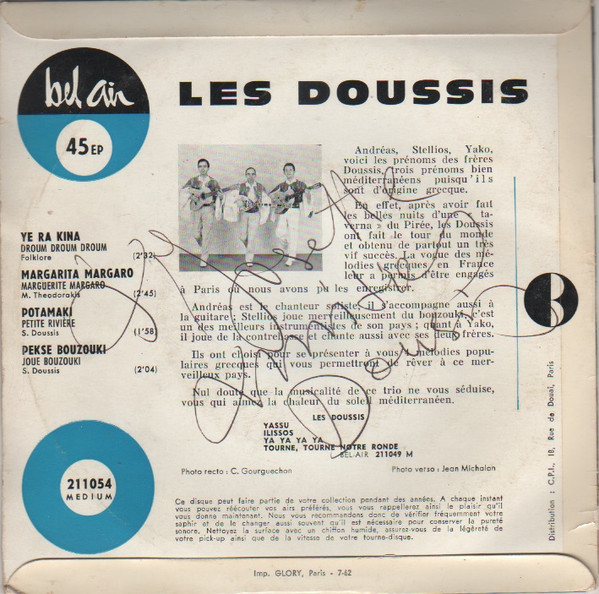 bel air
LES DOUSSIS
45 EP
YE RA KINA
DROUM DROUM DROUM
Folklore (2'32)
MARGARITA MARGARO
MARGUERITE MARGARO
M. Theodorakis (2'45)
POTAMAKI
PETITE RIVIÈRE
S. Doussis (1'58)
PEKSE BOUZOUKI
JOUE BOUZOUKI
S. Doussis (2'04)
Andréas, Stellios, Yako,
voici les prénoms des frères
Doussis, trois prénoms bien
méditerranéens puisqu'ils
sont d'origine grecque.
En effet, après avoir fait
les belles nuits d'une « ta-
verna » du Pirée, les Doussis
ont fait le tour du monde
et obtenu de partout un très
vif succès. La vogue des mé-
lodies grecques en France
leur a permis d'être engagés
à Paris où nous avons pu les enregistrer.
Andréas est le chanteur soliste, il s'accompagne aussi à
la guitare ; Stellios joue merveilleusement du bouzouki, c'est
un des meilleurs instrumentistes de son pays ; quant à Yako,
il joue de la contrebasse et chante aussi avec ses deux frères.
Ils ont choisi pour se présenter à vous 4 mélodies popu-
laires grecques qui vous permettront de rêver à ce mer-
veilleux pays.
Nul doute que la musicalité de ce trio ne vous séduise,
vous qui aimez la chaleur du soleil méditerranéen.
LES DOUSSIS
YASSU
ILISSOS
YA YA YA YA
TOURNE, TOURNE NOTRE RONDE
BEL-AIR 211049 M
Photo recto : C. Gourguechon
Photo verso : Jean Michalon
211054
MEDIUM
Ce disque peut faire partie de votre collection pendant des années. A chaque instant
vous pouvez réécouter vos airs préférés, vous vous rappellerez ainsi le plaisir qu'il
vous donne maintenant. Nous vous recommandons donc de vérifier fréquemment votre
saphir et de le changer aussi souvent qu'il est nécessaire pour conserver la pureté
sonore. Nettoyez la surface avec un chiffon humide, assurez-vous de la légèreté de
votre pick-up ainsi que de la vitesse de votre tourne-disque.
Distribution : C.P.I., 18, Rue de Douai, Paris
Imp. GLORY, Paris - 7-62